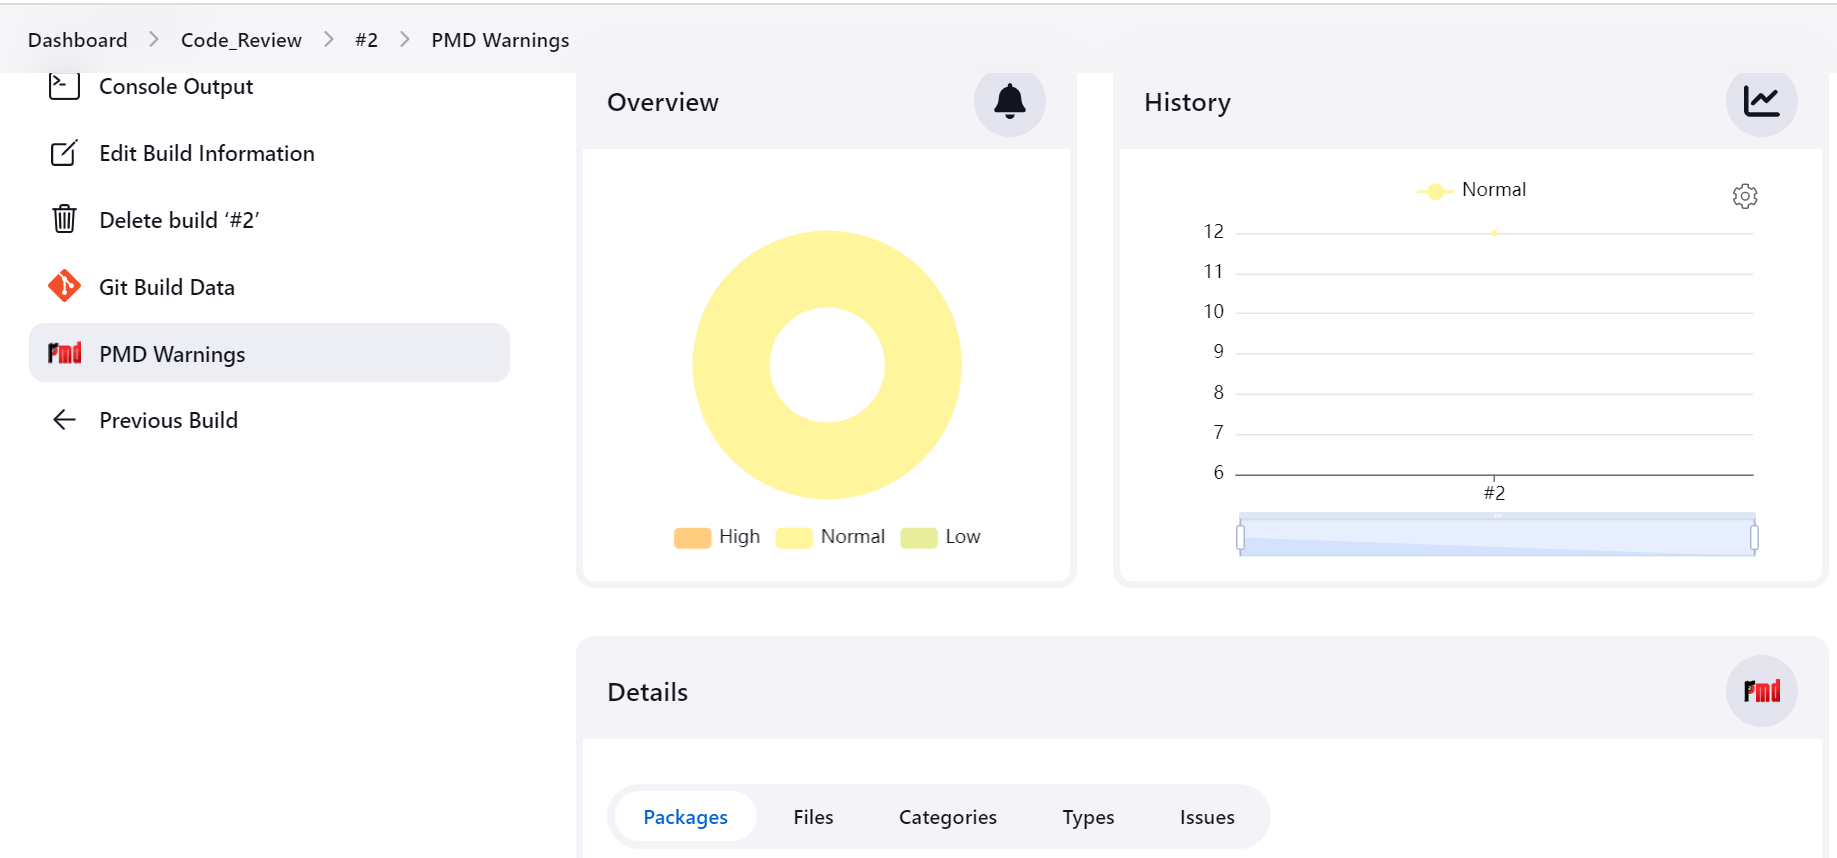 Dashboard > Code_Review > #2 > PMD Warnings
Console Output
Edit Build Information
Delete build ‘#2’
Git Build Data
pmd PMD Warnings
Previous Build
Overview
High Normal Low
History
Normal
12
11
10
9
8
7
6
#2
Details
pmd
Packages Files Categories Types Issues